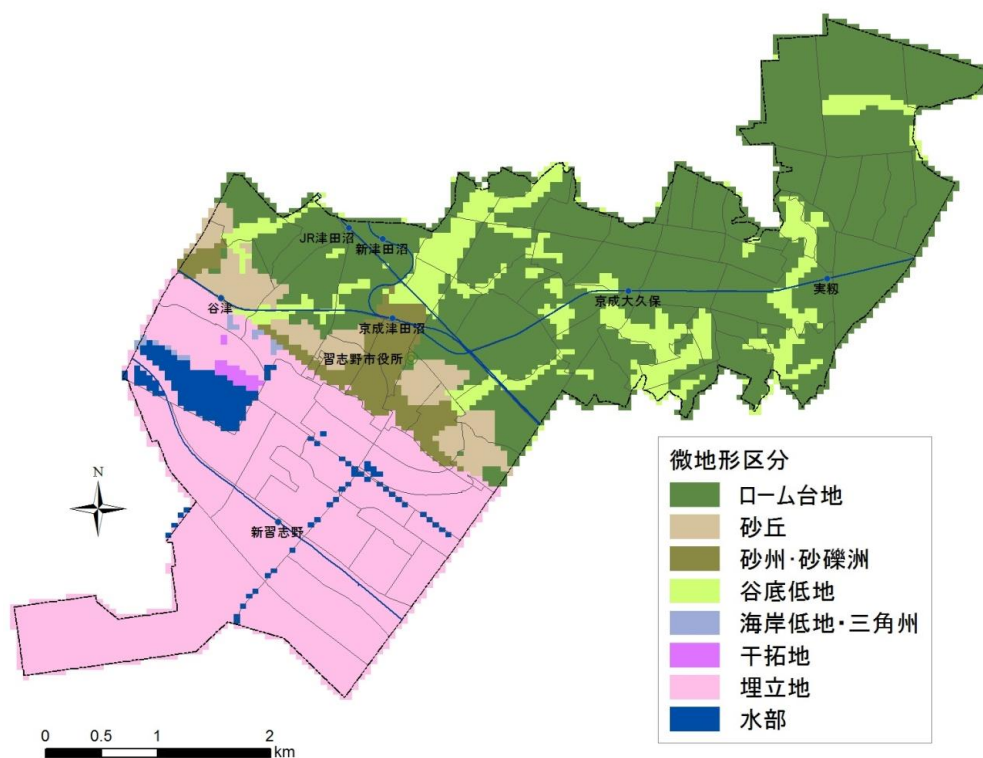 JR津田沼
新津田沼
谷津
京成津田沼
習志野市役所
京成大久保
実籾
新習志野
N
微地形区分
ローム台地
砂丘
砂州･砂礫洲
谷底低地
海岸低地・三角州
干拓地
埋立地
水部
0 0.5 1 2
km